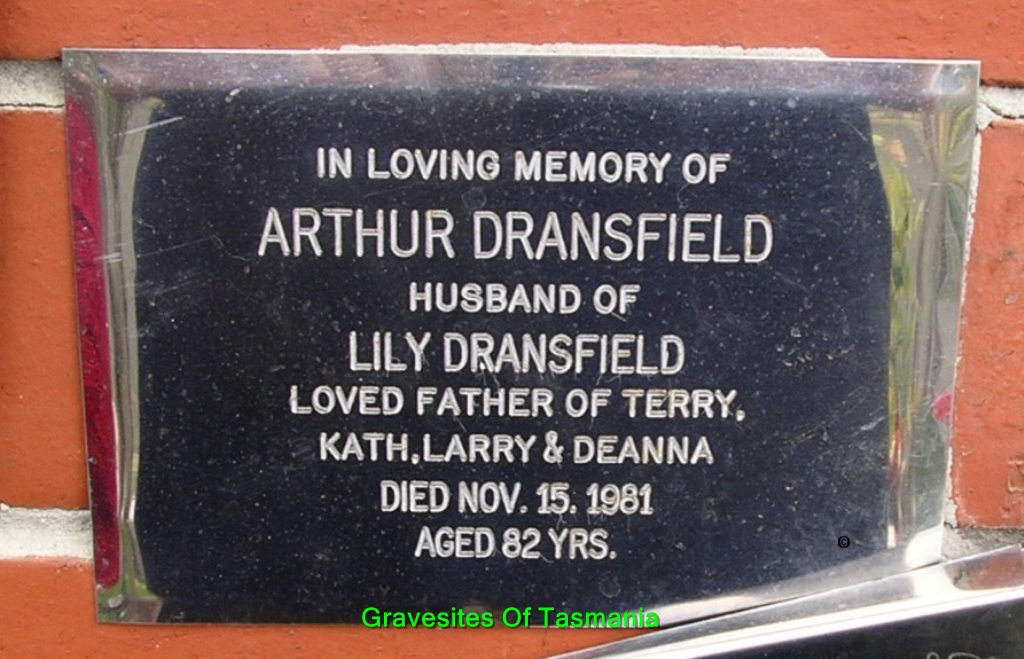 IN LOVING MEMORY OF
ARTHUR DRANSFIELD
HUSBAND OF
LILY DRANSFIELD
LOVED FATHER OF TERRY,
KATH, LARRY & DEANNA
DIED NOV. 15. 1981
AGED 82 YRS.
©
Gravesites Of Tasmania